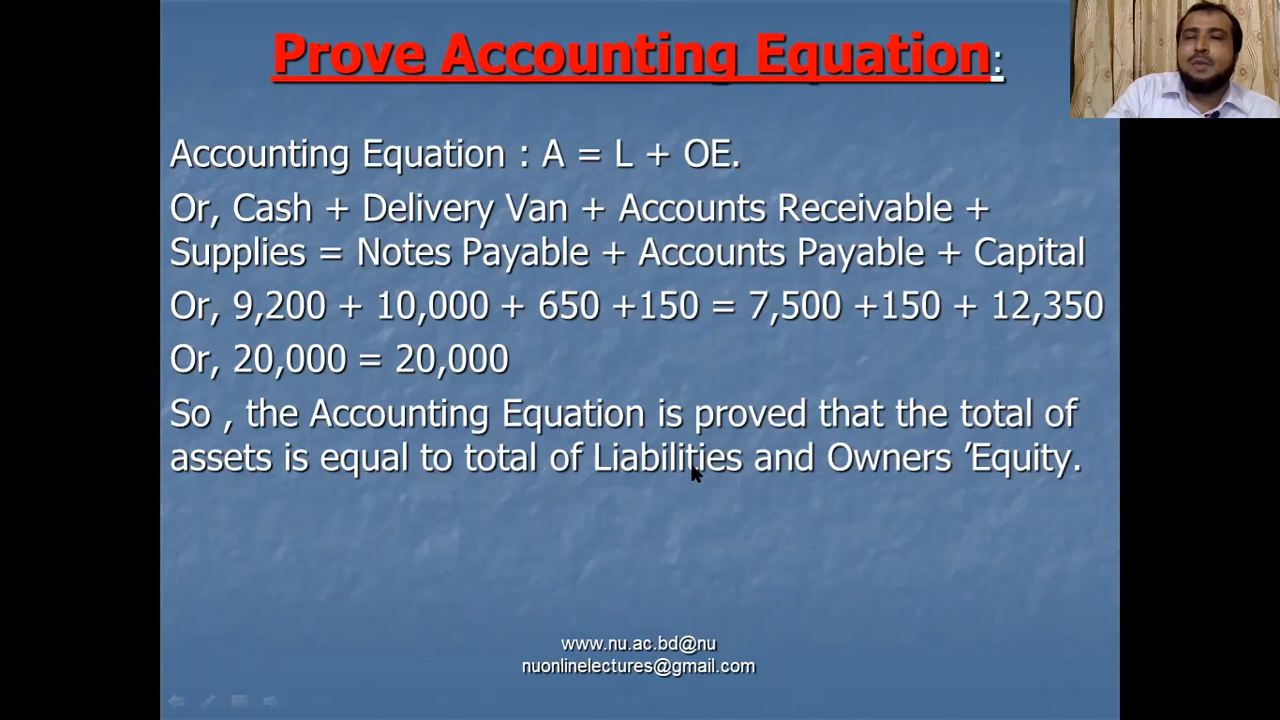 Prove Accounting Equation:
Accounting Equation : A = L + OE.
Or, Cash + Delivery Van + Accounts Receivable +
Supplies = Notes Payable + Accounts Payable + Capital
Or, 9,200 + 10,000 + 650 +150 = 7,500 +150 + 12,350
Or, 20,000 = 20,000
So , the Accounting Equation is proved that the total of
assets is equal to total of Liabilities and Owners ’Equity.
www.nu.ac.bd@nu
nuonlinelectures@gmail.com